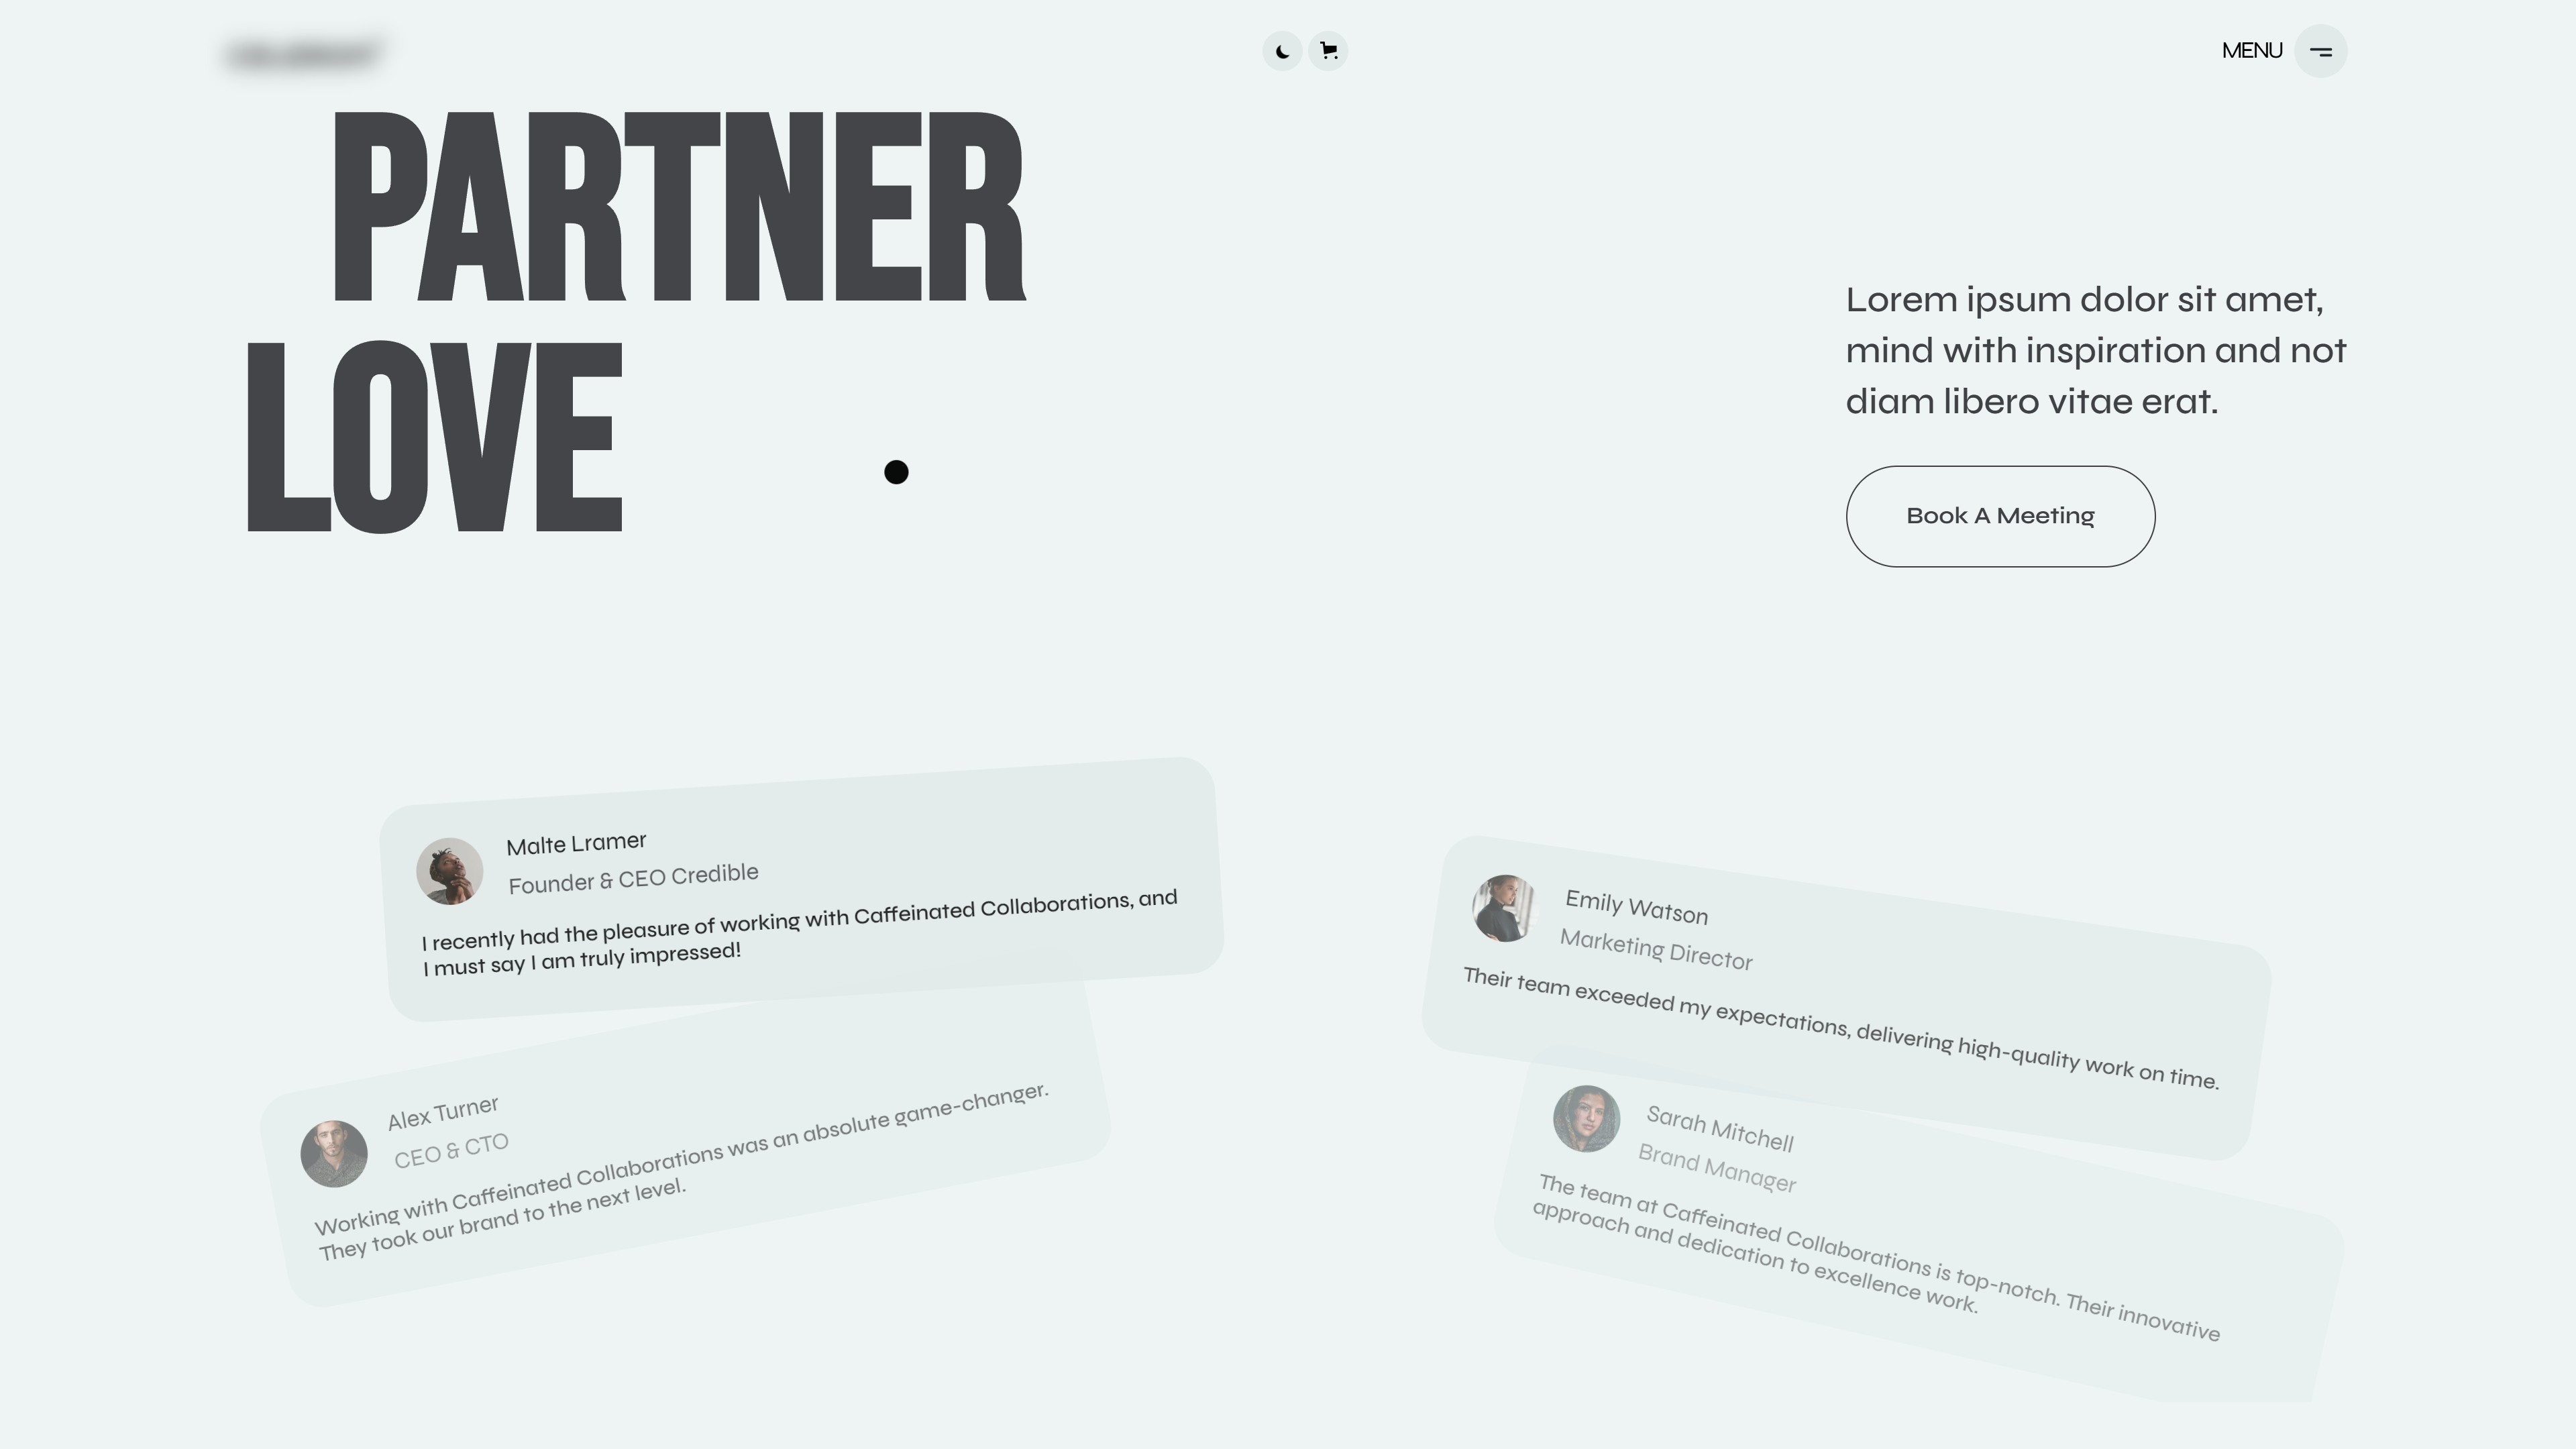 MENU
PARTNER
LOVE
Lorem ipsum dolor sit amet,
mind with inspiration and not
diam libero vitae erat.
Book A Meeting
Malte Lramer
Founder & CEO Credible
I recently had the pleasure of working with Caffeinated Collaborations, and
I must say I am truly impressed!
Emily Watson
Marketing Director
Their team exceeded my expectations, delivering high-quality work on time.
Alex Turner
CEO & CTO
Working with Caffeinated Collaborations was an absolute game-changer.
They took our brand to the next level.
Sarah Mitchell
Brand Manager
The team at Caffeinated Collaborations is top-notch. Their innovative
approach and dedication to excellence work.